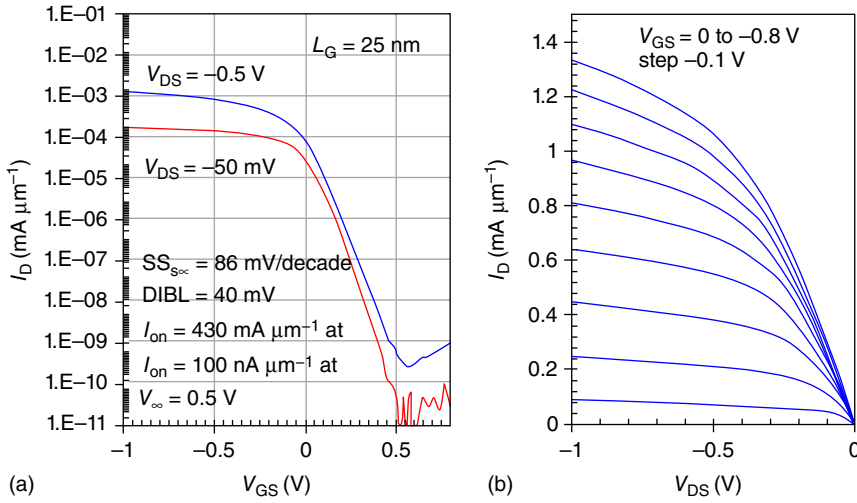 1.E−01
1.E−02
1.E−03
1.E−04
1.E−05
1.E−06
1.E−07
1.E−08
1.E−09
1.E−10
1.E−11
I_D (mA μm⁻¹)
L_G = 25 nm
V_DS = −0.5 V
V_DS = −50 mV
SS_s∞ = 86 mV/decade
DIBL = 40 mV
I_on = 430 mA μm⁻¹ at
I_on = 100 nA μm⁻¹ at
V_∞ = 0.5 V
−1 −0.5 0 0.5
V_GS (V)
(a)
1.4
1.2
1
0.8
0.6
0.4
0.2
0
I_D (mA μm⁻¹)
V_GS = 0 to −0.8 V
step −0.1 V
−1 −0.5 0
V_DS (V)
(b)